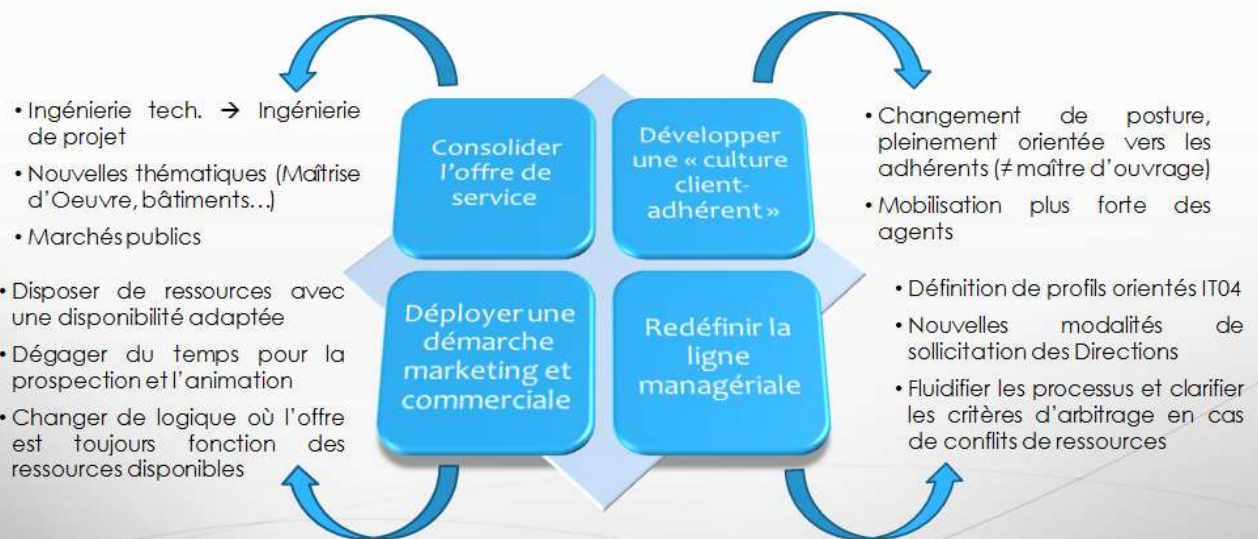 Consolider
l'offre de
service
• Ingénierie tech. → Ingénierie
de projet
• Nouvelles thématiques (Maîtrise
d'Oeuvre, bâtiments...)
• Marchés publics
Développer
une « culture
client-
adhérent »
• Changement de posture,
pleinement orientée vers les
adhérents (≠ maître d'ouvrage)
• Mobilisation plus forte des
agents
Déployer une
démarche
marketing et
commerciale
• Disposer de ressources avec
une disponibilité adaptée
• Dégager du temps pour la
prospection et l'animation
• Changer de logique où l'offre
est toujours fonction des
ressources disponibles
Redéfinir la
ligne
managériale
• Définition de profils orientés IT04
• Nouvelles modalités de
sollicitation des Directions
• Fluidifier les processus et clarifier
les critères d'arbitrage en cas
de conflits de ressources